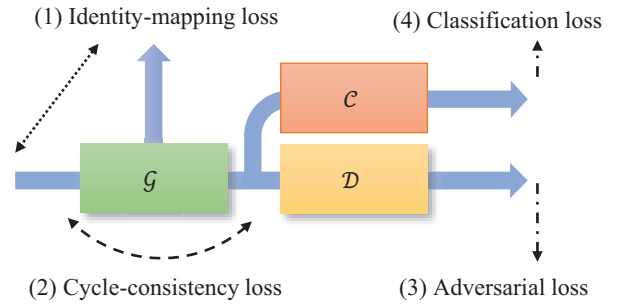 (1) Identity-mapping loss
(4) Classification loss
𝒞
𝒢
𝒟
(2) Cycle-consistency loss
(3) Adversarial loss